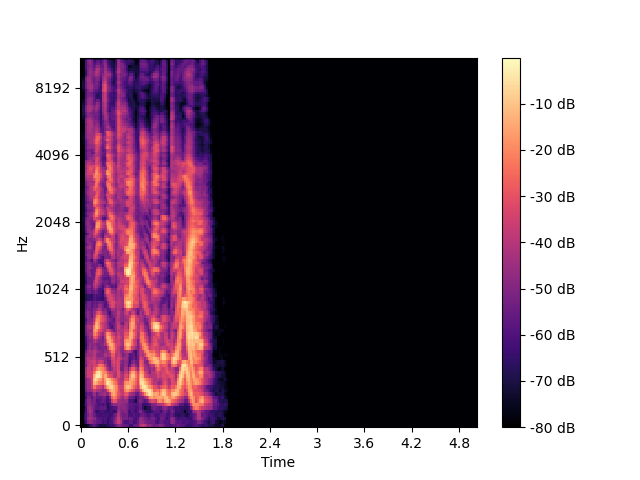 8192
4096
2048
1024
512
0
Hz
0 0.6 1.2 1.8 2.4 3 3.6 4.2 4.8
Time
-10 dB
-20 dB
-30 dB
-40 dB
-50 dB
-60 dB
-70 dB
-80 dB